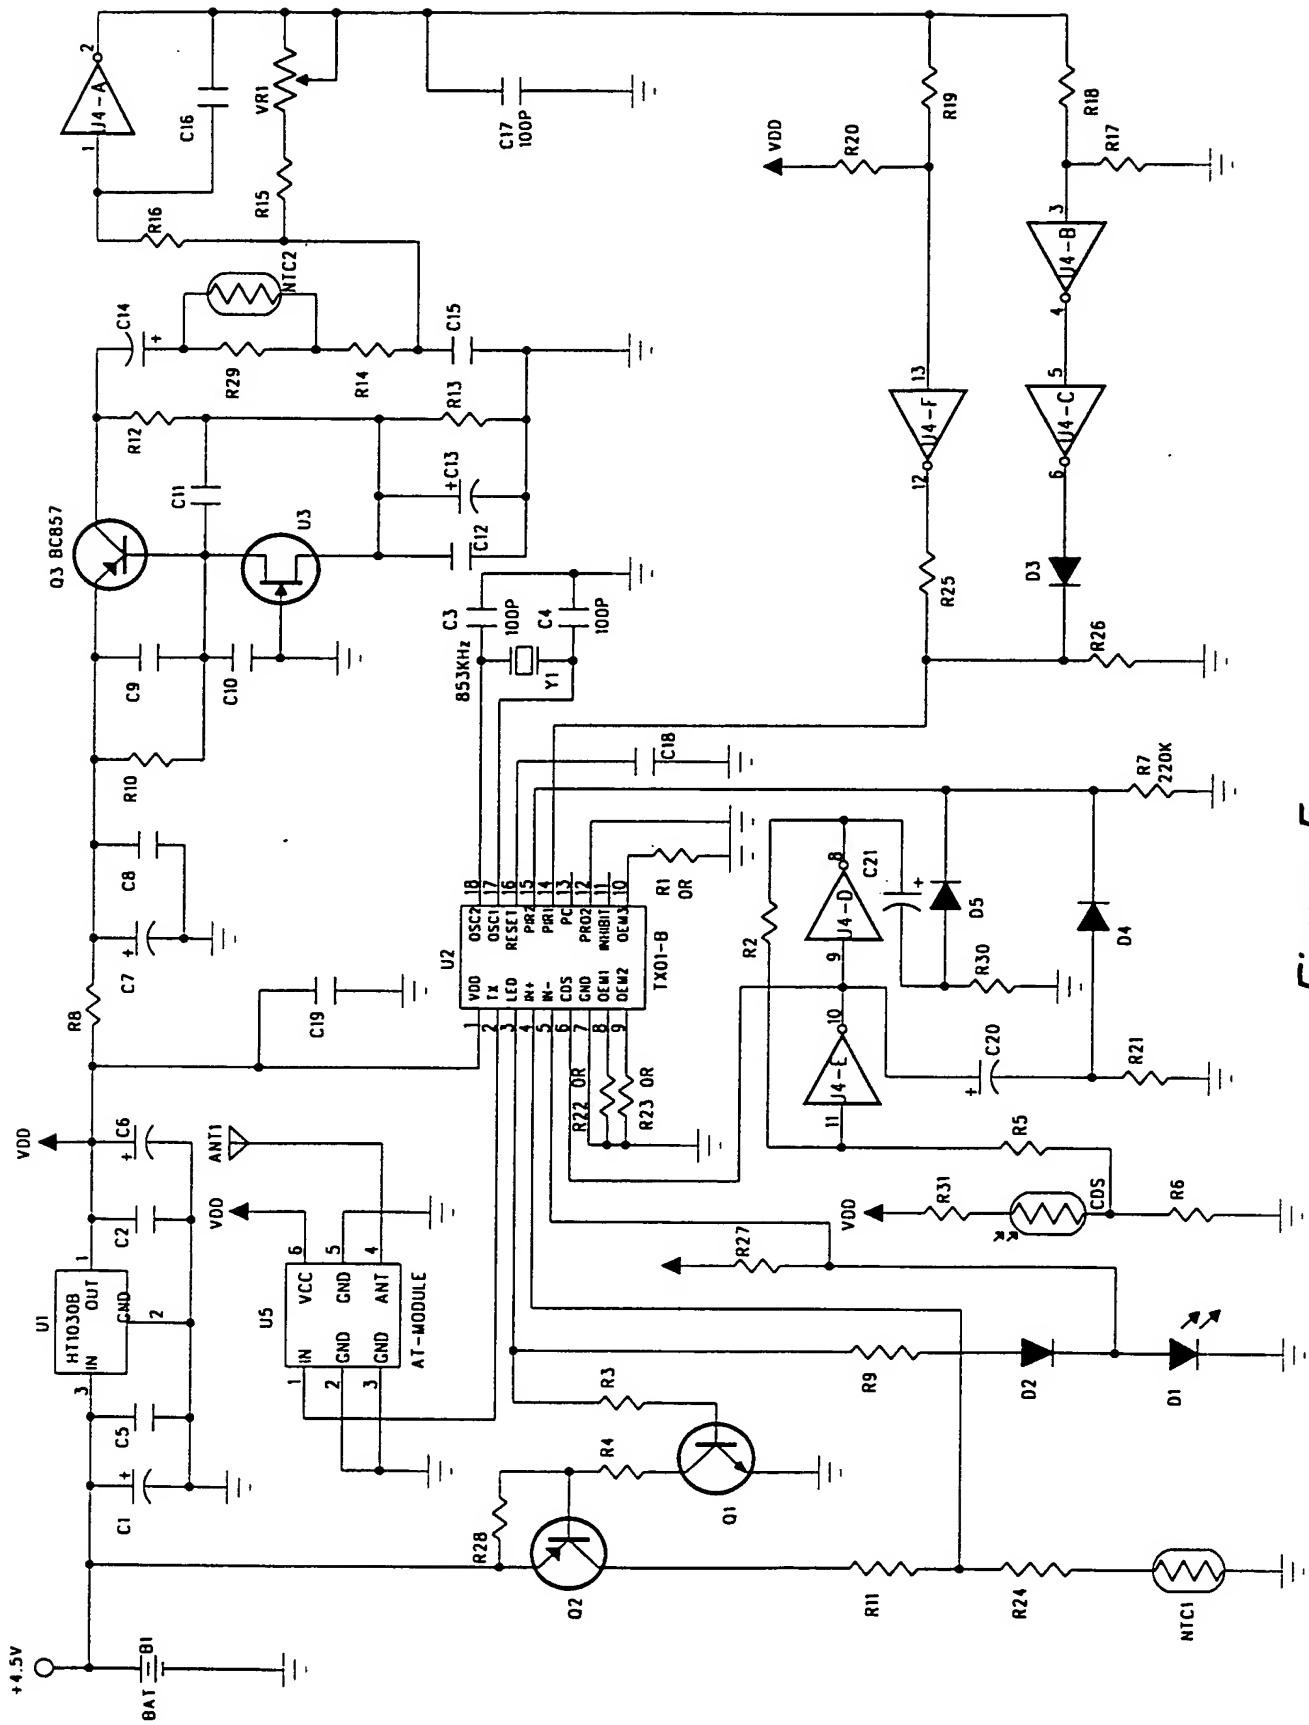 +4.5V
BAT B1
C1
C5
U1
HT1030B
IN OUT
GND
3 1
2
C2
C6
VDD
R8
C7
C8
R10
C9
C10
Q3 BC857
C11
U3
R12
C12
C13
R13
C14
R29
NTC2
R14
C15
R16
R15
VR1
C16
1 U4-A 2
C17
100P
U5
IN VCC
GND GND
GND ANT
AT-MODULE
1 6
2 5
3 4
VDD
ANT1
C19
U2
1 VDD OSC2 18
2 TX OSC1 17
3 LED RESET 16
4 IN+ PIR2 15
5 IN- PIR1 14
6 CDS PC 13
7 GND PRO2 12
8 OEM1 INHIBIT 11
9 OEM2 OEM3 10
TX01-B
R22 0R
R23 0R
R1
0R
C18
853KHz
Y1
C3
100P
C4
100P
R28
Q2
R4
R3
Q1
R11
R24
NTC1
R9
D2
D1
R27
VDD
R31
CDS
R6
R5
R2
11 U4-E 10
9 U4-D 8
C20
R21
C21
D5
R30
D4
R7
220K
VDD
R20
R19
13 U4-F 12
R25
R18
R17
3 U4-B 4
5 U4-C 6
D3
R26